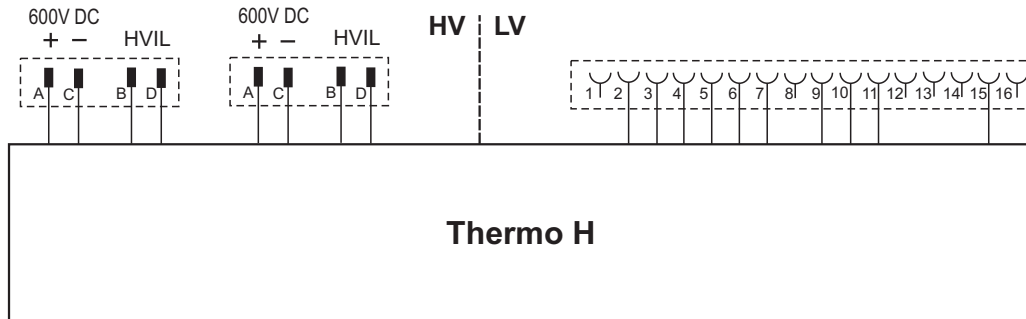 600V DC
+ − HVIL
A C B D
600V DC
+ − HVIL
A C B D
HV LV
1 2 3 4 5 6 7 8 9 10 11 12 13 14 15 16
Thermo H